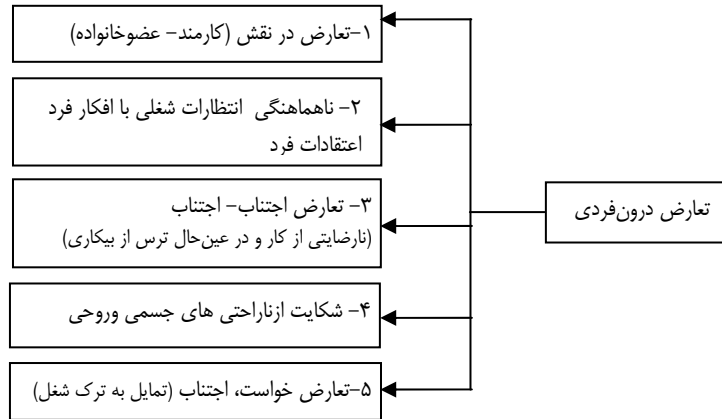 تعارض درون‌فردی
۱-تعارض در نقش (کارمند- عضوخانواده)
۲- ناهماهنگی انتظارات شغلی با افکار فرد
اعتقادات فرد
۳- تعارض اجتناب- اجتناب
(نارضایتی از کار و در عین‌حال ترس از بیکاری)
۴- شکایت ازناراحتی های جسمی وروحی
۵-تعارض خواست، اجتناب (تمایل به ترک شغل)